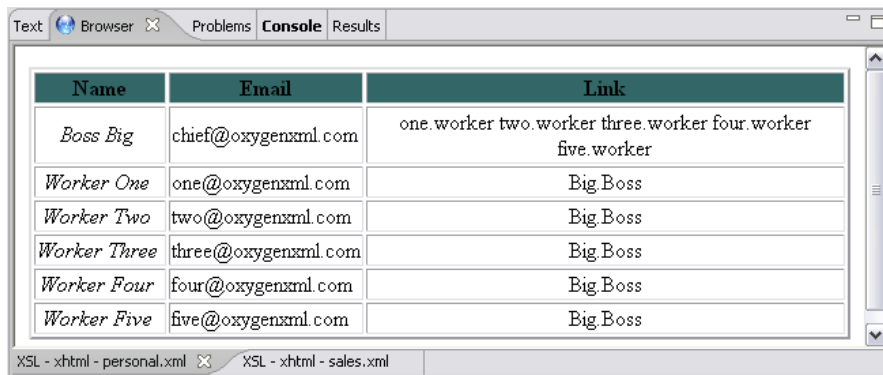 Text Browser Problems Console Results
Name Email Link
Boss Big chief@oxygenxml.com one.worker two.worker three.worker four.worker
five.worker
Worker One one@oxygenxml.com Big.Boss
Worker Two two@oxygenxml.com Big.Boss
Worker Three three@oxygenxml.com Big.Boss
Worker Four four@oxygenxml.com Big.Boss
Worker Five five@oxygenxml.com Big.Boss
XSL - xhtml - personal.xml XSL - xhtml - sales.xml